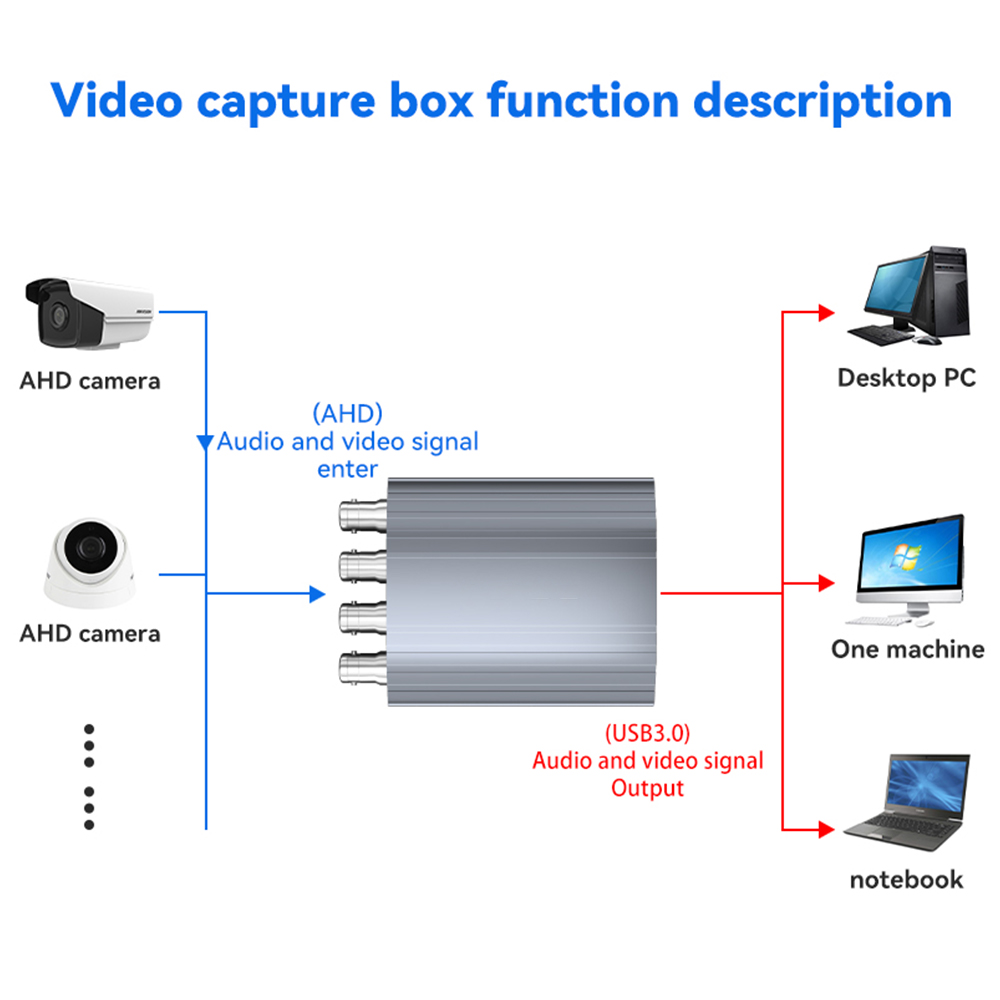 Video capture box function description
AHD camera
(AHD)
Audio and video signal
enter
Desktop PC
AHD camera
One machine
(USB3.0)
Audio and video signal
Output
notebook